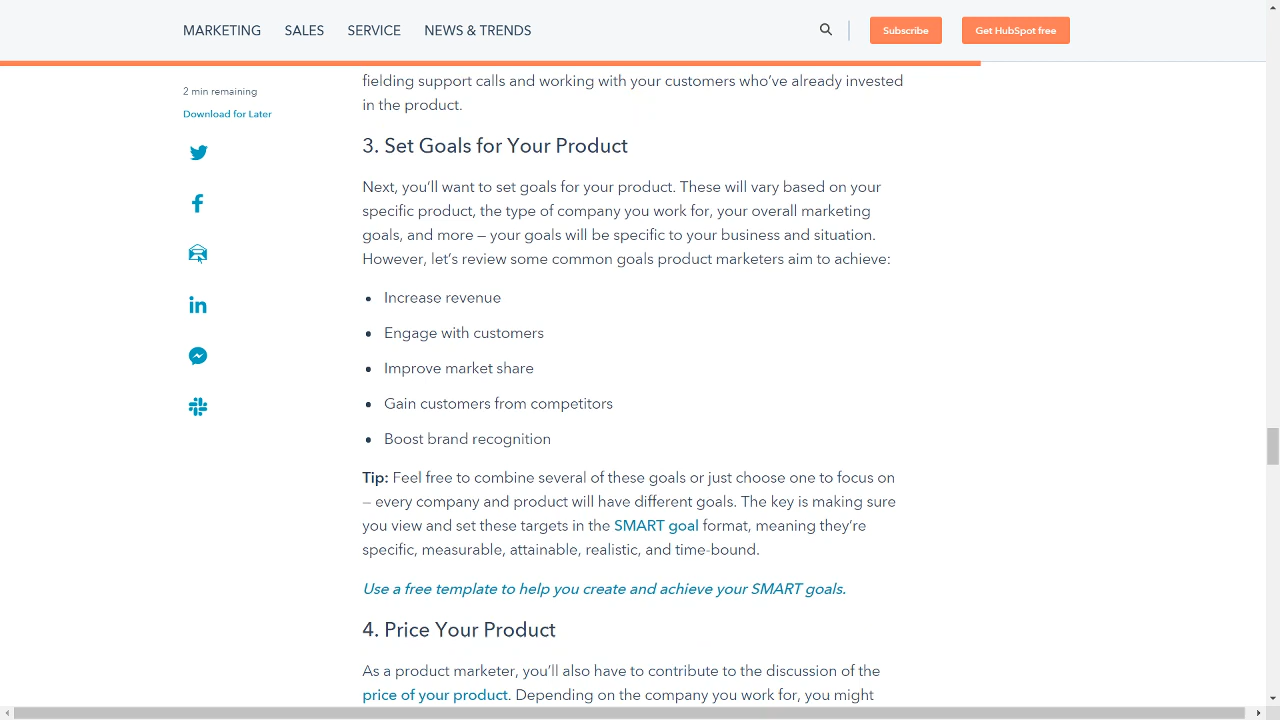 MARKETING SALES SERVICE NEWS & TRENDS Subscribe Get HubSpot free
2 min remaining
Download for Later
fielding support calls and working with your customers who’ve already invested
in the product.
3. Set Goals for Your Product
Next, you’ll want to set goals for your product. These will vary based on your
specific product, the type of company you work for, your overall marketing
goals, and more — your goals will be specific to your business and situation.
However, let’s review some common goals product marketers aim to achieve:
• Increase revenue
• Engage with customers
• Improve market share
• Gain customers from competitors
• Boost brand recognition
Tip: Feel free to combine several of these goals or just choose one to focus on
— every company and product will have different goals. The key is making sure
you view and set these targets in the SMART goal format, meaning they’re
specific, measurable, attainable, realistic, and time-bound.
Use a free template to help you create and achieve your SMART goals.
4. Price Your Product
As a product marketer, you’ll also have to contribute to the discussion of the
price of your product. Depending on the company you work for, you might